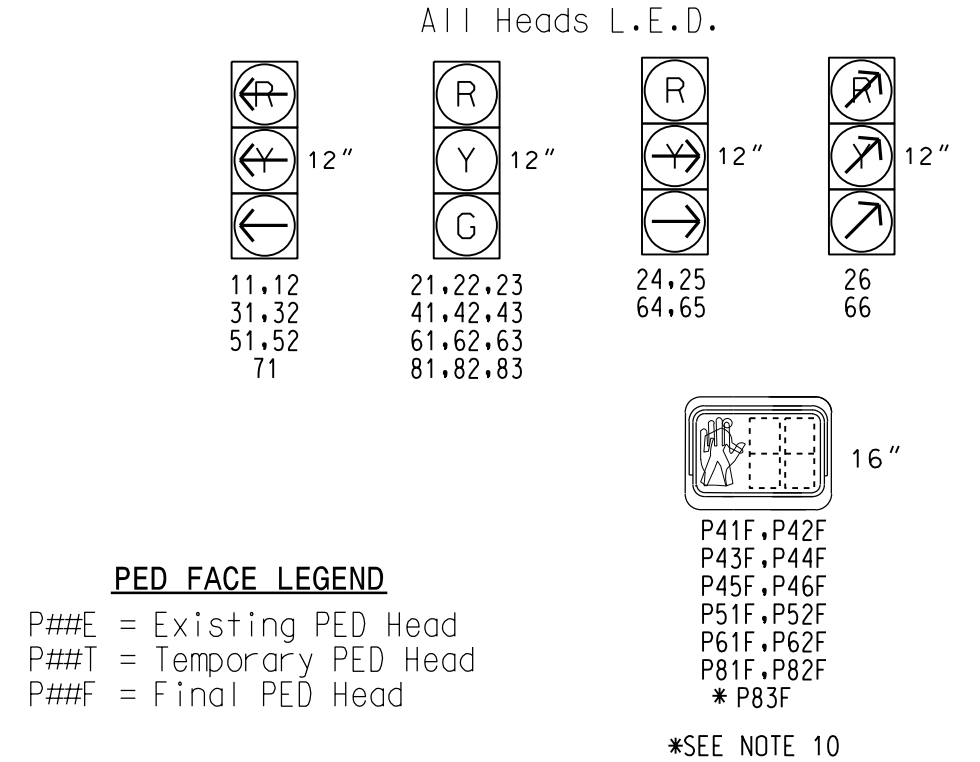 All Heads L.E.D.
R R R R
Y 12" Y 12" Y 12" Y 12"
G
11,12
31,32
51,52
71
21,22,23
41,42,43
61,62,63
81,82,83
24,25
64,65
26
66
16"
P41F,P42F
P43F,P44F
P45F,P46F
P51F,P52F
P61F,P62F
P81F,P82F
* P83F
*SEE NOTE 10
PED FACE LEGEND
P##E = Existing PED Head
P##T = Temporary PED Head
P##F = Final PED Head